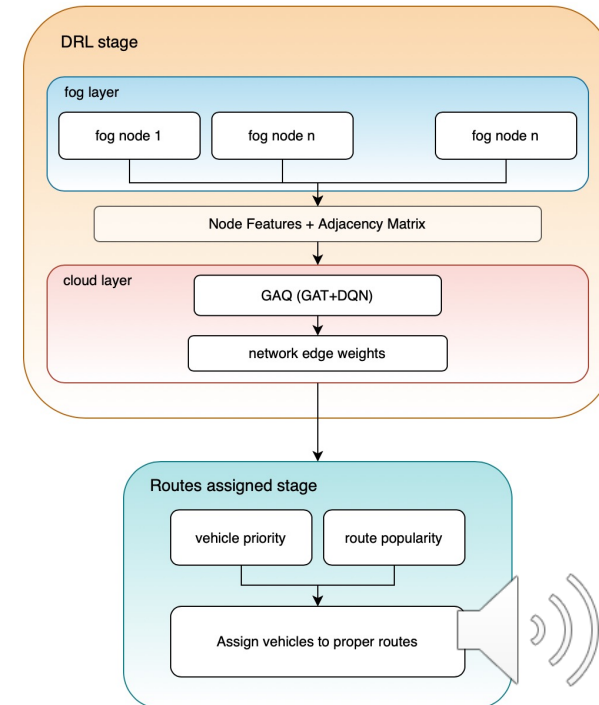 DRL stage
fog layer
fog node 1
fog node n
fog node n
Node Features + Adjacency Matrix
cloud layer
GAQ (GAT+DQN)
network edge weights
Routes assigned stage
vehicle priority
route popularity
Assign vehicles to proper routes